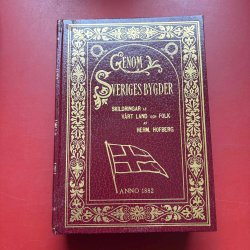 GENOM
SVERIGES BYGDER
SKILDRINGAR AF
VÅRT LAND OCH FOLK
AF
HERM. HOFBERG
ANNO 1882